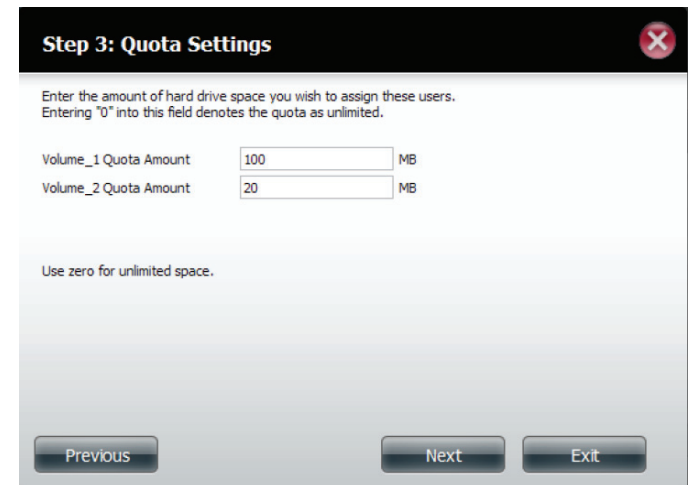 Step 3: Quota Settings
Enter the amount of hard drive space you wish to assign these users.
Entering "0" into this field denotes the quota as unlimited.
Volume_1 Quota Amount 100 MB
Volume_2 Quota Amount 20 MB
Use zero for unlimited space.
Previous Next Exit